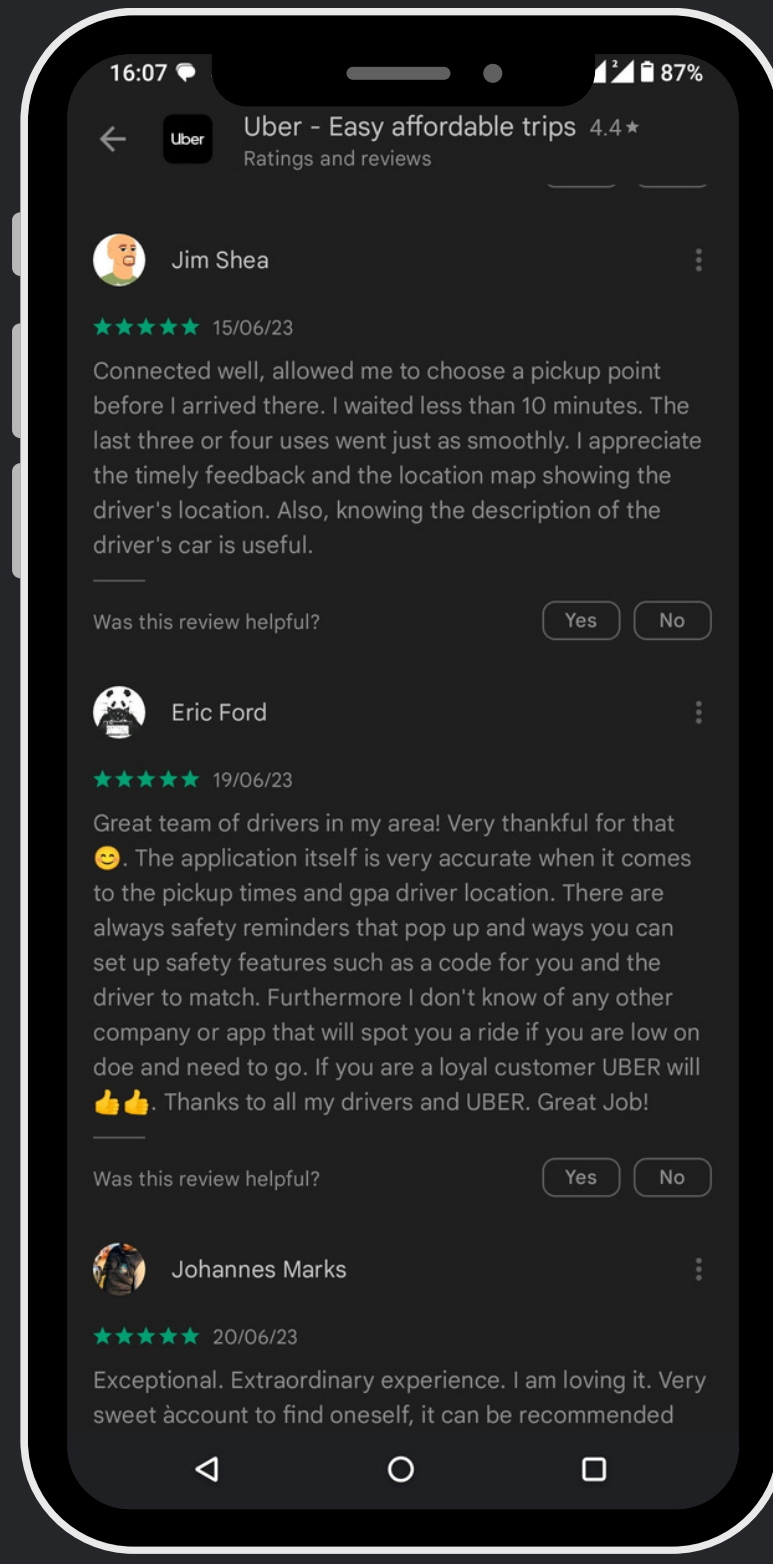 16:07
2 87%
Uber
Uber - Easy affordable trips 4.4★
Ratings and reviews
Jim Shea
★★★★★ 15/06/23
Connected well, allowed me to choose a pickup point
before I arrived there. I waited less than 10 minutes. The
last three or four uses went just as smoothly. I appreciate
the timely feedback and the location map showing the
driver's location. Also, knowing the description of the
driver's car is useful.
Was this review helpful? Yes No
Eric Ford
★★★★★ 19/06/23
Great team of drivers in my area! Very thankful for that
😊. The application itself is very accurate when it comes
to the pickup times and gpa driver location. There are
always safety reminders that pop up and ways you can
set up safety features such as a code for you and the
driver to match. Furthermore I don't know of any other
company or app that will spot you a ride if you are low on
doe and need to go. If you are a loyal customer UBER will
👍👍. Thanks to all my drivers and UBER. Great Job!
Was this review helpful? Yes No
Johannes Marks
★★★★★ 20/06/23
Exceptional. Extraordinary experience. I am loving it. Very
sweet àccount to find oneself, it can be recommended